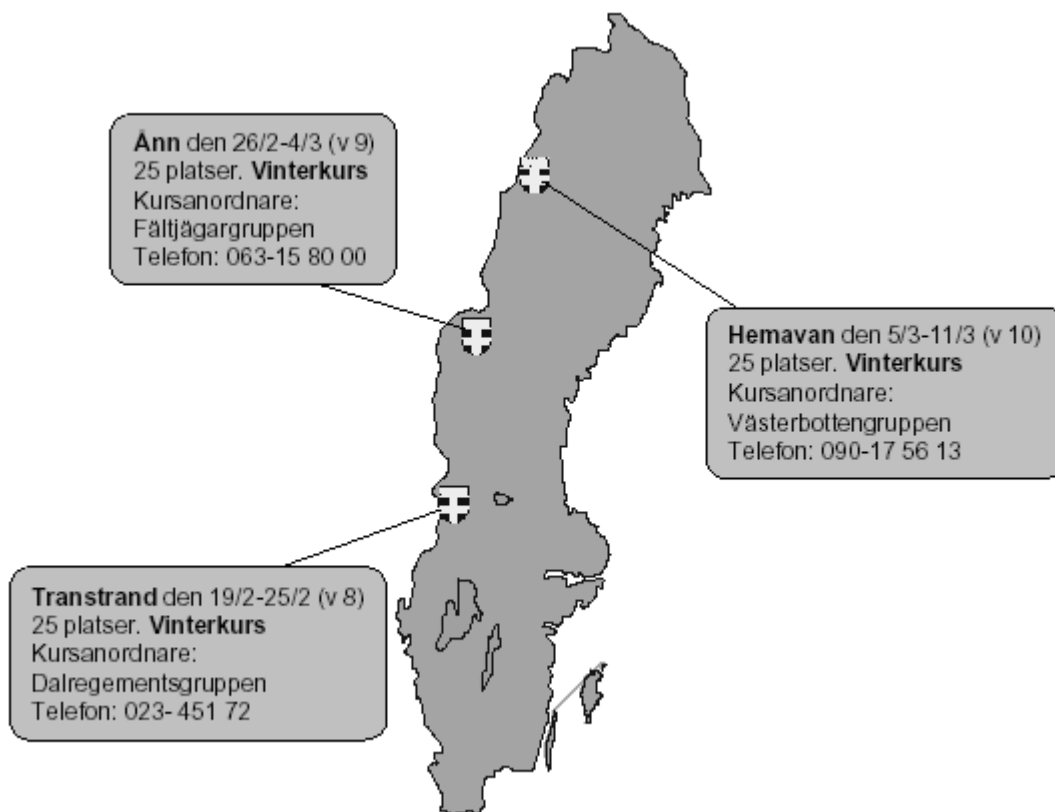 Ånn den 26/2-4/3 (v 9)
25 platser. Vinterkurs
Kursanordnare:
Fältjägargruppen
Telefon: 063-15 80 00
Hemavan den 5/3-11/3 (v 10)
25 platser. Vinterkurs
Kursanordnare:
Västerbottengruppen
Telefon: 090-17 56 13
Transtrand den 19/2-25/2 (v 8)
25 platser. Vinterkurs
Kursanordnare:
Dalregementsgruppen
Telefon: 023- 451 72